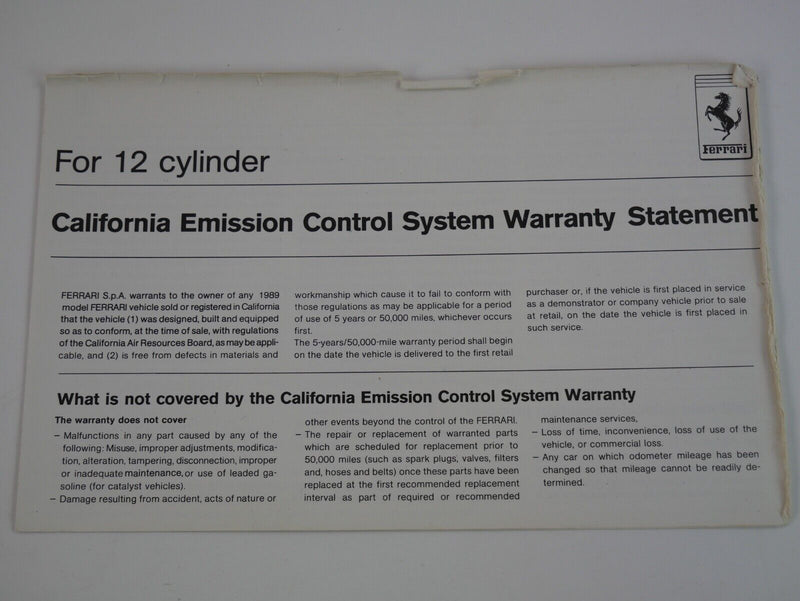 Ferrari
For 12 cylinder
California Emission Control System Warranty Statement
FERRARI S.p.A. warrants to the owner of any 1989
model FERRARI vehicle sold or registered in California
that the vehicle (1) was designed, built and equipped
so as to conform, at the time of sale, with regulations
of the California Air Resources Board, as may be appli-
cable, and (2) is free from defects in materials and
workmanship which cause it to fail to conform with
those regulations as may be applicable for a period
of use of 5 years or 50,000 miles, whichever occurs
first.
The 5-years/50,000-mile warranty period shall begin
on the date the vehicle is delivered to the first retail
purchaser or, if the vehicle is first placed in service
as a demonstrator or company vehicle prior to sale
at retail, on the date the vehicle is first placed in
such service.
What is not covered by the California Emission Control System Warranty
The warranty does not cover
– Malfunctions in any part caused by any of the
following: Misuse, improper adjustments, modifica-
tion, alteration, tampering, disconnection, improper
or inadequate maintenance, or use of leaded ga-
soline (for catalyst vehicles).
– Damage resulting from accident, acts of nature or
other events beyond the control of the FERRARI.
– The repair or replacement of warranted parts
which are scheduled for replacement prior to
50,000 miles (such as spark plugs, valves, filters
and, hoses and belts) once these parts have been
replaced at the first recommended replacement
interval as part of required or recommended
maintenance services,
– Loss of time, inconvenience, loss of use of the
vehicle, or commercial loss.
– Any car on which odometer mileage has been
changed so that mileage cannot be readily de-
termined.